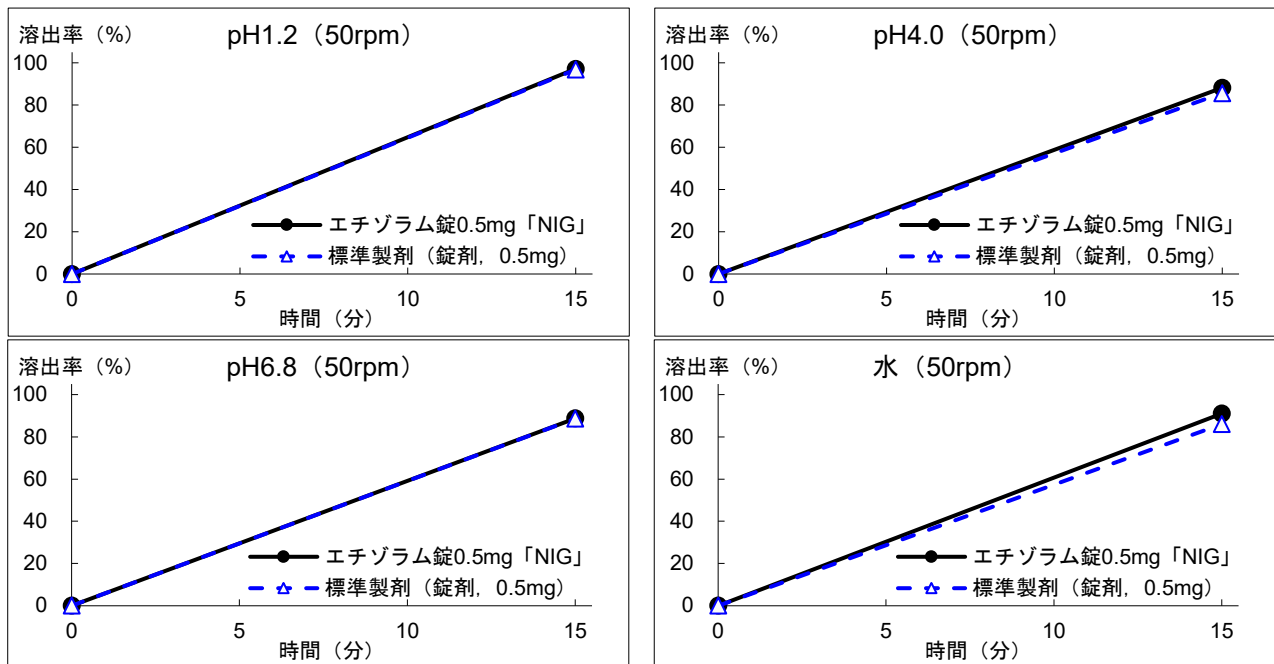 溶出率（%）
pH1.2（50rpm）
100
80
60
40
20
0
エチゾラム錠0.5mg「NIG」
標準製剤（錠剤，0.5mg）
0
5
10
15
時間（分）
溶出率（%）
pH4.0（50rpm）
100
80
60
40
20
0
エチゾラム錠0.5mg「NIG」
標準製剤（錠剤，0.5mg）
0
5
10
15
時間（分）
溶出率（%）
pH6.8（50rpm）
100
80
60
40
20
0
エチゾラム錠0.5mg「NIG」
標準製剤（錠剤，0.5mg）
0
5
10
15
時間（分）
溶出率（%）
水（50rpm）
100
80
60
40
20
0
エチゾラム錠0.5mg「NIG」
標準製剤（錠剤，0.5mg）
0
5
10
15
時間（分）